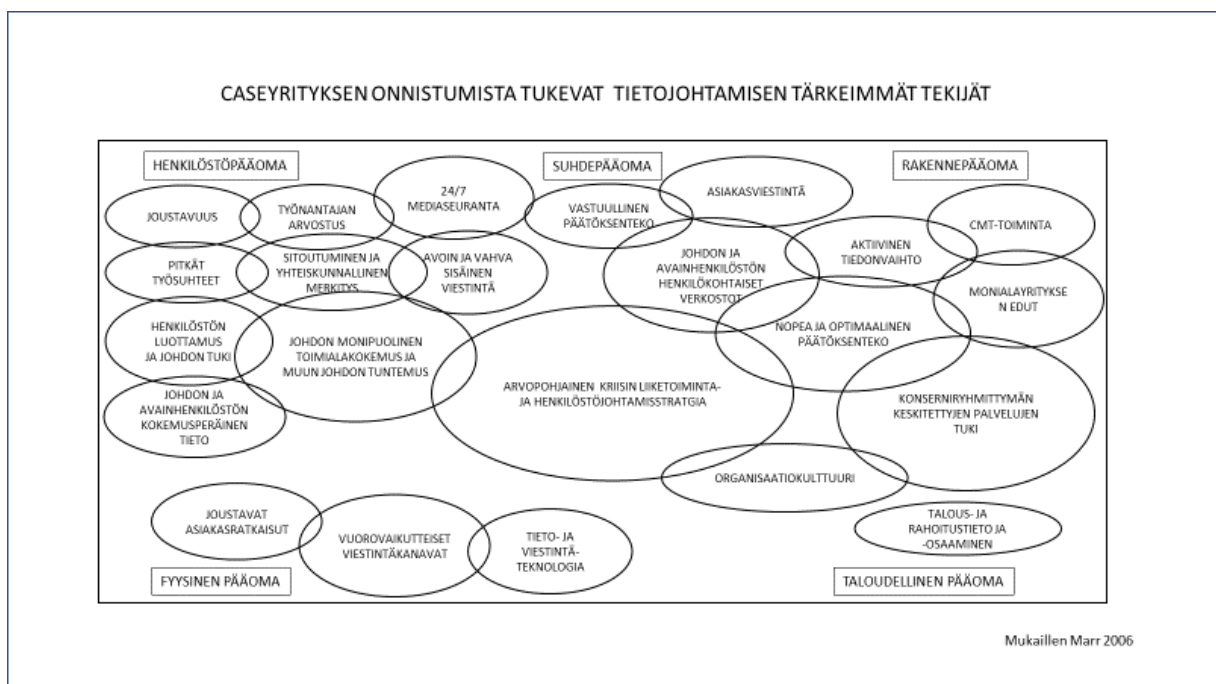 CASEYRITYKSEN ONNISTUMISTA TUKEVAT TIETOJOHTAMISEN TÄRKEIMMÄT TEKIJÄT
HENKILÖSTÖPÄÄOMA
SUHDEPÄÄOMA
RAKENNEPÄÄOMA
JOUSTAVUUS
TYÖNANTAJAN
ARVOSTUS
24/7
MEDIASEURANTA
VASTUULLINEN
PÄÄTÖKSENTEKO
ASIAKASVIESTINTÄ
CMT-TOIMINTA
PITKÄT
TYÖSUHTEET
SITOUTUMINEN JA
YHTEISKUNNALLINEN
MERKITYS
AVOIN JA VAHVA
SISÄINEN
VIESTINTÄ
JOHDON JA
AVAINHENKILÖSTÖN
HENKILÖKOHTAISET
VERKOSTOT
AKTIIVINEN
TIEDONVAIHTO
MONIALAYRITYKSE
N EDUT
HENKILÖSTÖN
LUOTTAMUS
JA JOHDON TUKI
JOHDON MONIPUOLINEN
TOIMIALAKOKEMUS JA
MUUN JOHDON TUNTEMUS
NOPEA JA OPTIMAALINEN
PÄÄTÖKSENTEKO
ARVOPOHJAINEN KRIISIN LIIKETOIMINTA-
JA HENKILÖSTÖJOHTAMISSTRATGIA
KONSERNIRYHMITTYMÄN
KESKITETTYJEN PALVELUJEN
TUKI
JOHDON JA
AVAINHENKILÖSTÖN
KOKEMUSPERÄINEN
TIETO
ORGANISAATIOKULTTUURI
JOUSTAVAT
ASIAKASRATKAISUT
VUOROVAIKUTTEISET
VIESTINTÄKANAVAT
TIETO- JA
VIESTINTÄ-
TEKNOLOGIA
TALOUS- JA
RAHOITUSTIETO JA
-OSAAMINEN
FYYSINEN PÄÄOMA
TALOUDELLINEN PÄÄOMA
Mukaillen Marr 2006